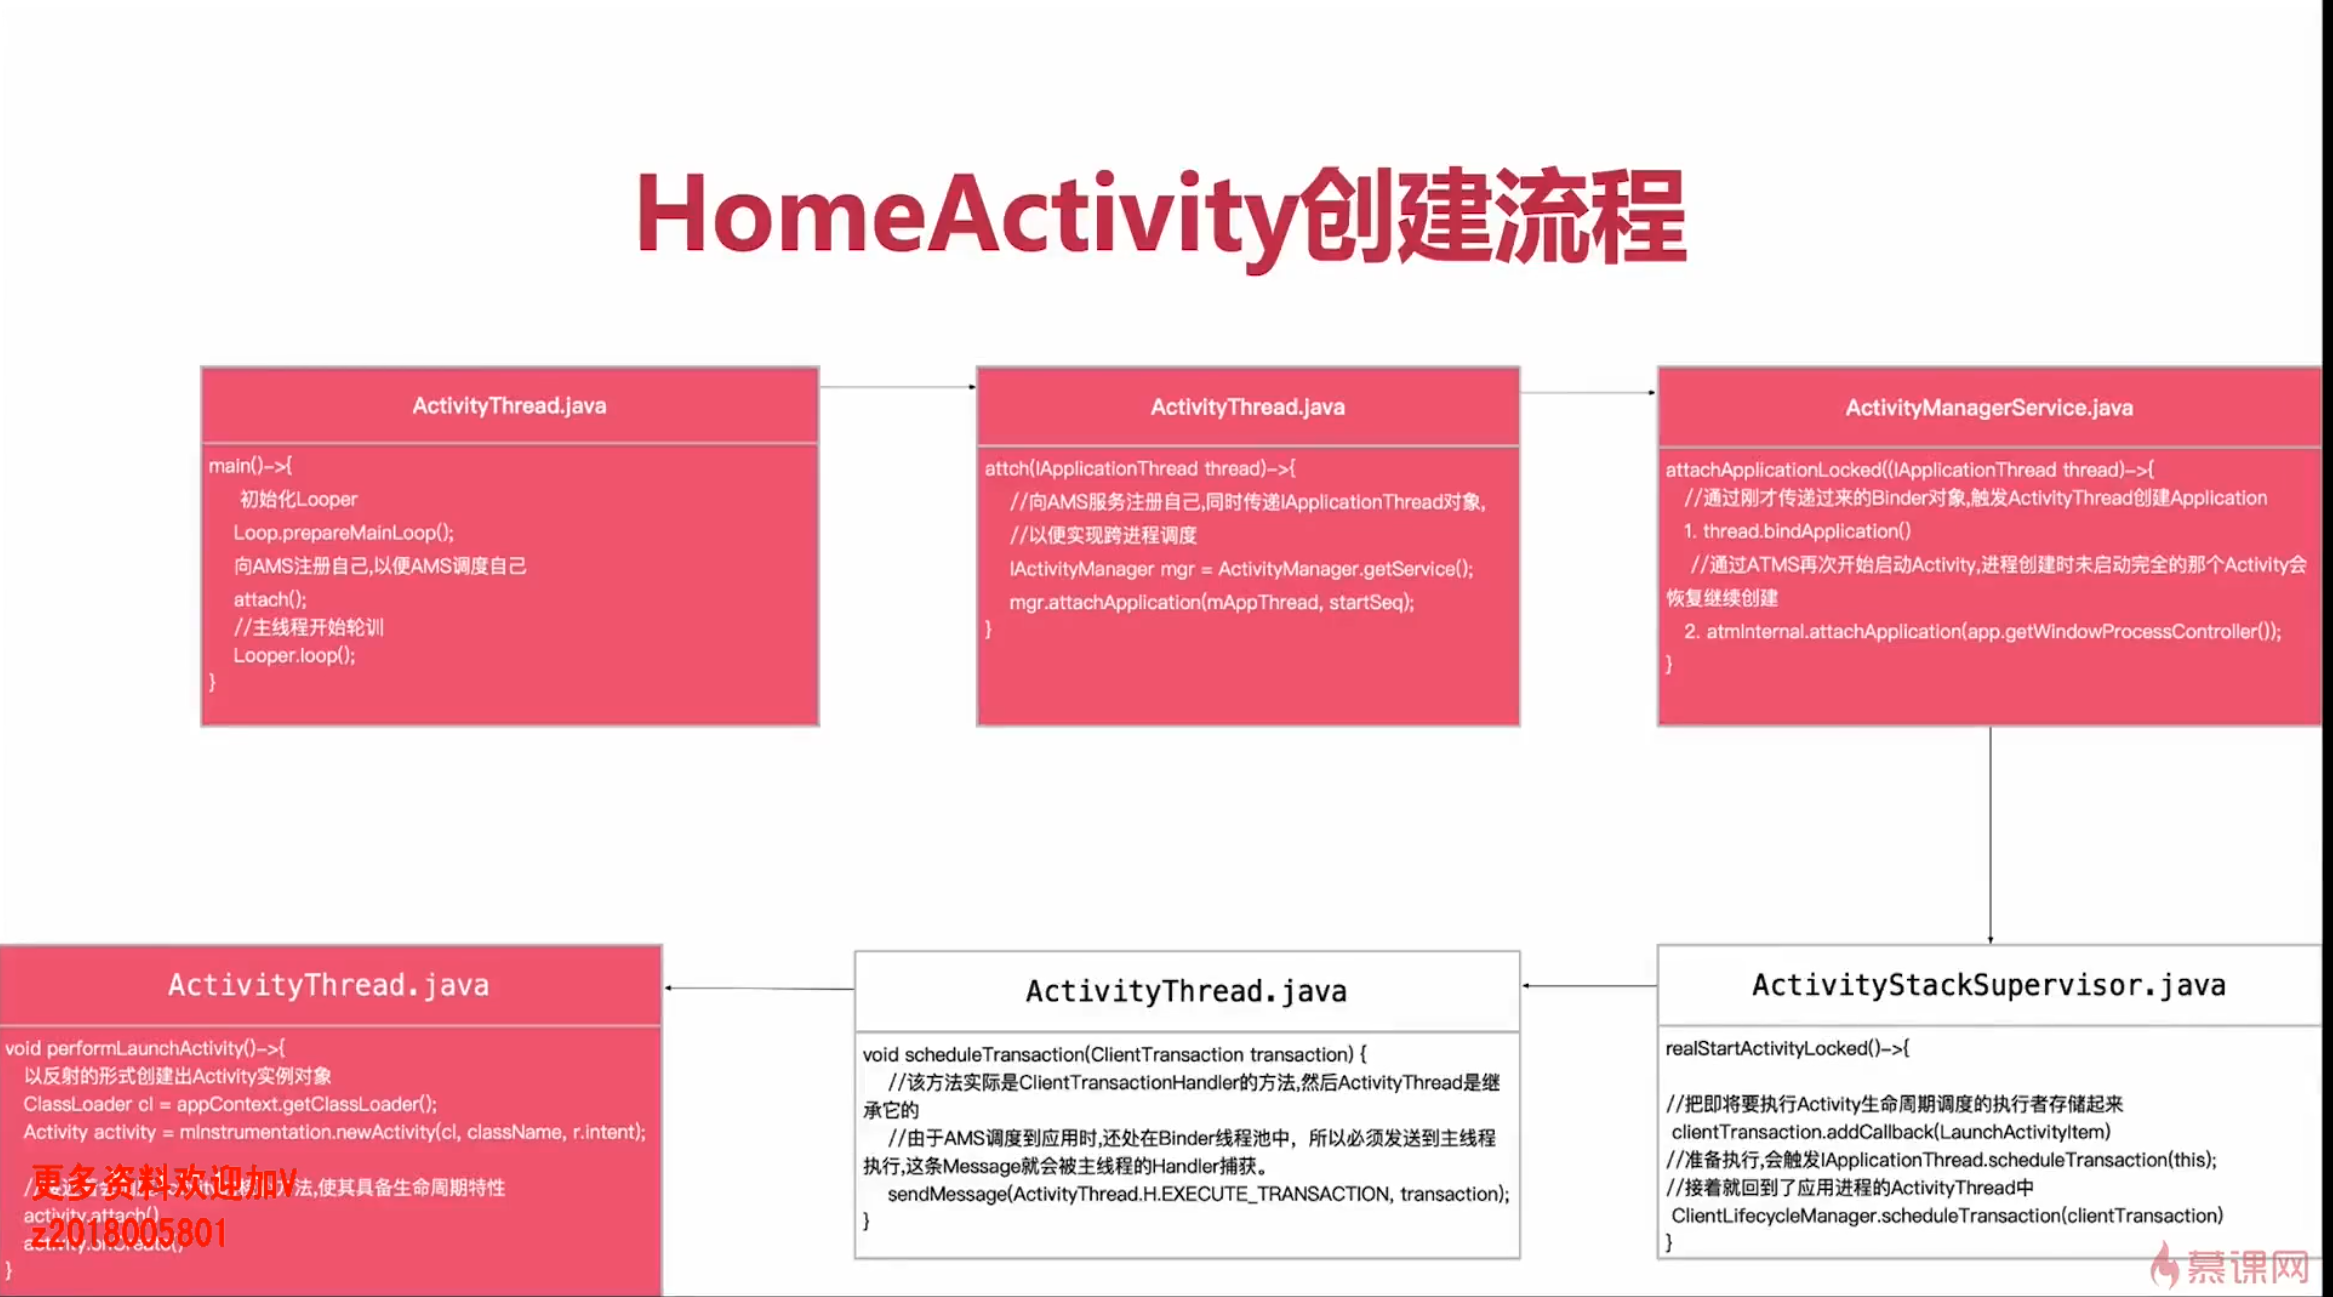 HomeActivity创建流程
ActivityThread.java
main()->{
初始化Looper
Loop.prepareMainLoop();
向AMS注册自己,以便AMS调度自己
attach();
//主线程开始轮训
Looper.loop();
}
ActivityThread.java
attch(IApplicationThread thread)->{
//向AMS服务注册自己,同时传递IApplicationThread对象,
//以便实现跨进程调度
IActivityManager mgr = ActivityManager.getService();
mgr.attachApplication(mAppThread, startSeq);
}
ActivityManagerService.java
attachApplicationLocked((IApplicationThread thread)->{
//通过刚才传递过来的Binder对象,触发ActivityThread创建Application
1. thread.bindApplication()
//通过ATMS再次开始启动Activity,进程创建时未启动完全的那个Activity会
恢复继续创建
2. atmInternal.attachApplication(app.getWindowProcessController());
}
ActivityStackSupervisor.java
realStartActivityLocked()->{
//把即将要执行Activity生命周期调度的执行者存储起来
clientTransaction.addCallback(LaunchActivityItem)
//准备执行,会触发IApplicationThread.scheduleTransaction(this);
//接着就回到了应用进程的ActivityThread中
ClientLifecycleManager.scheduleTransaction(clientTransaction)
}
ActivityThread.java
void scheduleTransaction(ClientTransaction transaction) {
//该方法实际是ClientTransactionHandler的方法,然后ActivityThread是继
承它的
//由于AMS调度到应用时,还处在Binder线程池中，所以必须发送到主线程
执行,这条Message就会被主线程的Handler捕获。
sendMessage(ActivityThread.H.EXECUTE_TRANSACTION, transaction);
}
ActivityThread.java
void performLaunchActivity()->{
以反射的形式创建出Activity实例对象
ClassLoader cl = appContext.getClassLoader();
Activity activity = mInstrumentation.newActivity(cl, className, r.intent);
法,使其具备生命周期特性
activity.attach()
activity.onCreate()
}
更多资料欢迎加V
z2018005801
慕课网